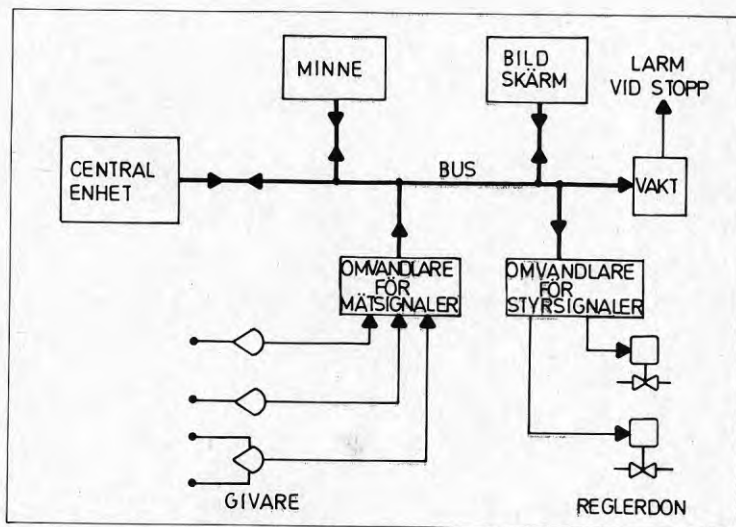 MINNE
BILD
SKÄRM
LARM
VID STOPP
CENTRAL
ENHET
BUS
VAKT
OMVANDLARE
FÖR
MÄTSIGNALER
OMVANDLARE
FÖR
STYRSIGNALER
GIVARE
REGLERDON